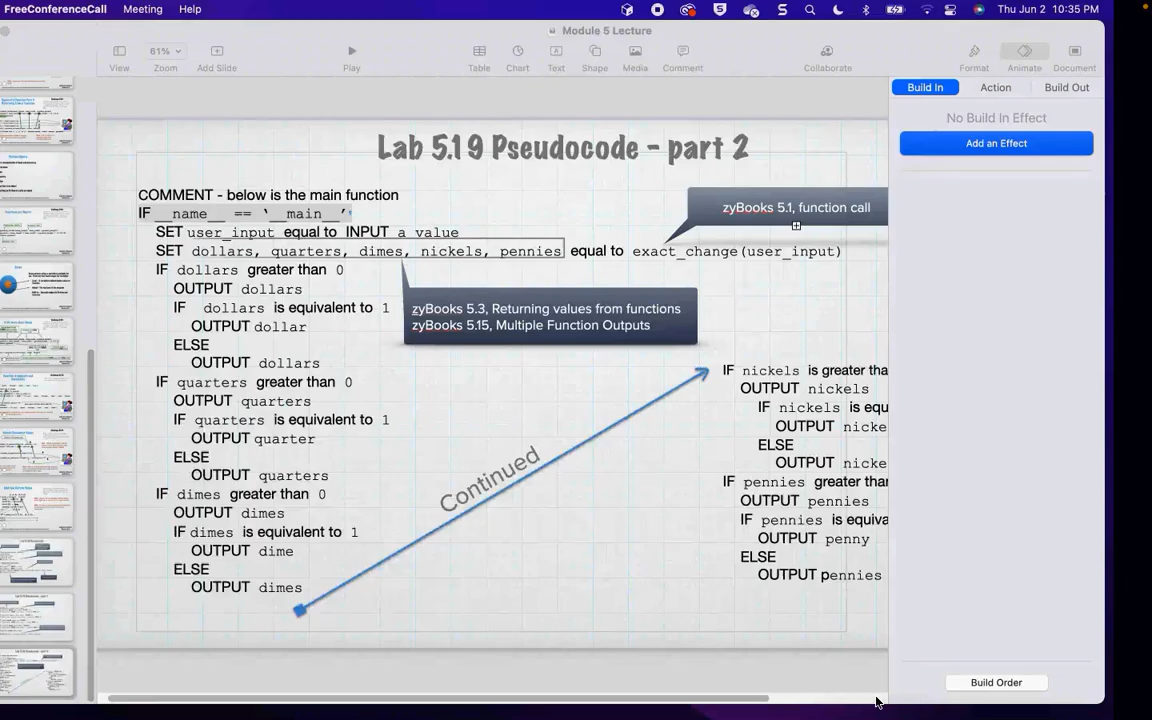 FreeConferenceCall Meeting Help
Thu Jun 2 10:35 PM
Module 5 Lecture
61%
View Zoom Add Slide Play Table Chart Text Shape Media Comment Collaborate Format Animate Document
Build In Action Build Out
No Build In Effect
Add an Effect
Lab 5.19 Pseudocode - part 2
COMMENT - below is the main function
IF __name__ == '__main__'
zyBooks 5.1, function call
SET user_input equal to INPUT a value
SET dollars, quarters, dimes, nickels, pennies equal to exact_change(user_input)
IF dollars greater than 0
OUTPUT dollars
IF dollars is equivalent to 1
OUTPUT dollar
ELSE
OUTPUT dollars
zyBooks 5.3, Returning values from functions
zyBooks 5.15, Multiple Function Outputs
IF quarters greater than 0
OUTPUT quarters
IF quarters is equivalent to 1
OUTPUT quarter
ELSE
OUTPUT quarters
IF dimes greater than 0
OUTPUT dimes
IF dimes is equivalent to 1
OUTPUT dime
ELSE
OUTPUT dimes
Continued
IF nickels is greater tha
OUTPUT nickels
IF nickels is equ
OUTPUT nicke
ELSE
OUTPUT nicke
IF pennies greater than
OUTPUT pennies
IF pennies is equiva
OUTPUT penny
ELSE
OUTPUT pennies
Build Order